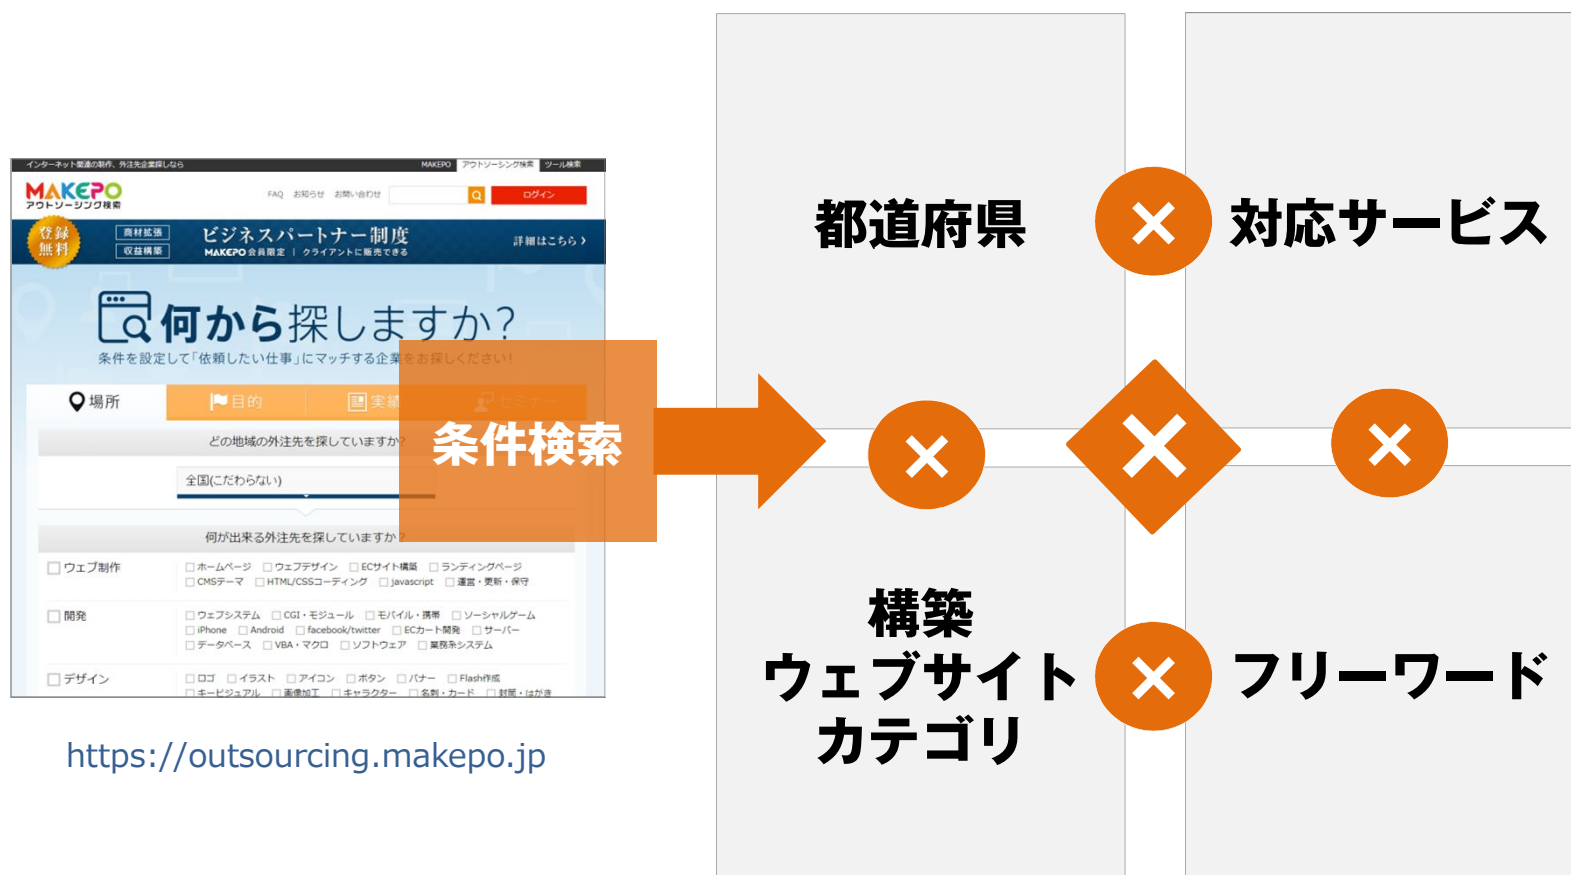 インターネット関連の制作、外注先企業探しなら
MAKEPO アウトソーシング検索 ツール検索
MAKEPO
アウトソーシング検索
FAQ お知らせ お問い合わせ
ログイン
登録
無料
商材拡張
収益構築
ビジネスパートナー制度
MAKEPO会員限定 | クライアントに販売できる
詳細はこちら
何から探しますか?
条件を設定して「依頼したい仕事」にマッチする企業をお探しください!
場所 目的 実績 セミナー
どの地域の外注先を探していますか?
全国(こだわらない)
何が出来る外注先を探していますか?
ウェブ制作
ホームページ ウェブデザイン ECサイト構築 ランディングページ
CMSテーマ HTML/CSSコーディング javascript 運営・更新・保守
開発
ウェブシステム CGI・モジュール モバイル・携帯 ソーシャルゲーム
iPhone Android facebook/twitter ECカート開発 サーバー
データベース VBA・マクロ ソフトウェア 業務系システム
デザイン
ロゴ イラスト アイコン ボタン バナー Flash作成
キービジュアル 画像加工 キャラクター 名刺・カード 封筒・はがき
https://outsourcing.makepo.jp
条件検索
都道府県
×
対応サービス
×
×
×
構築
ウェブサイト
カテゴリ
×
フリーワード